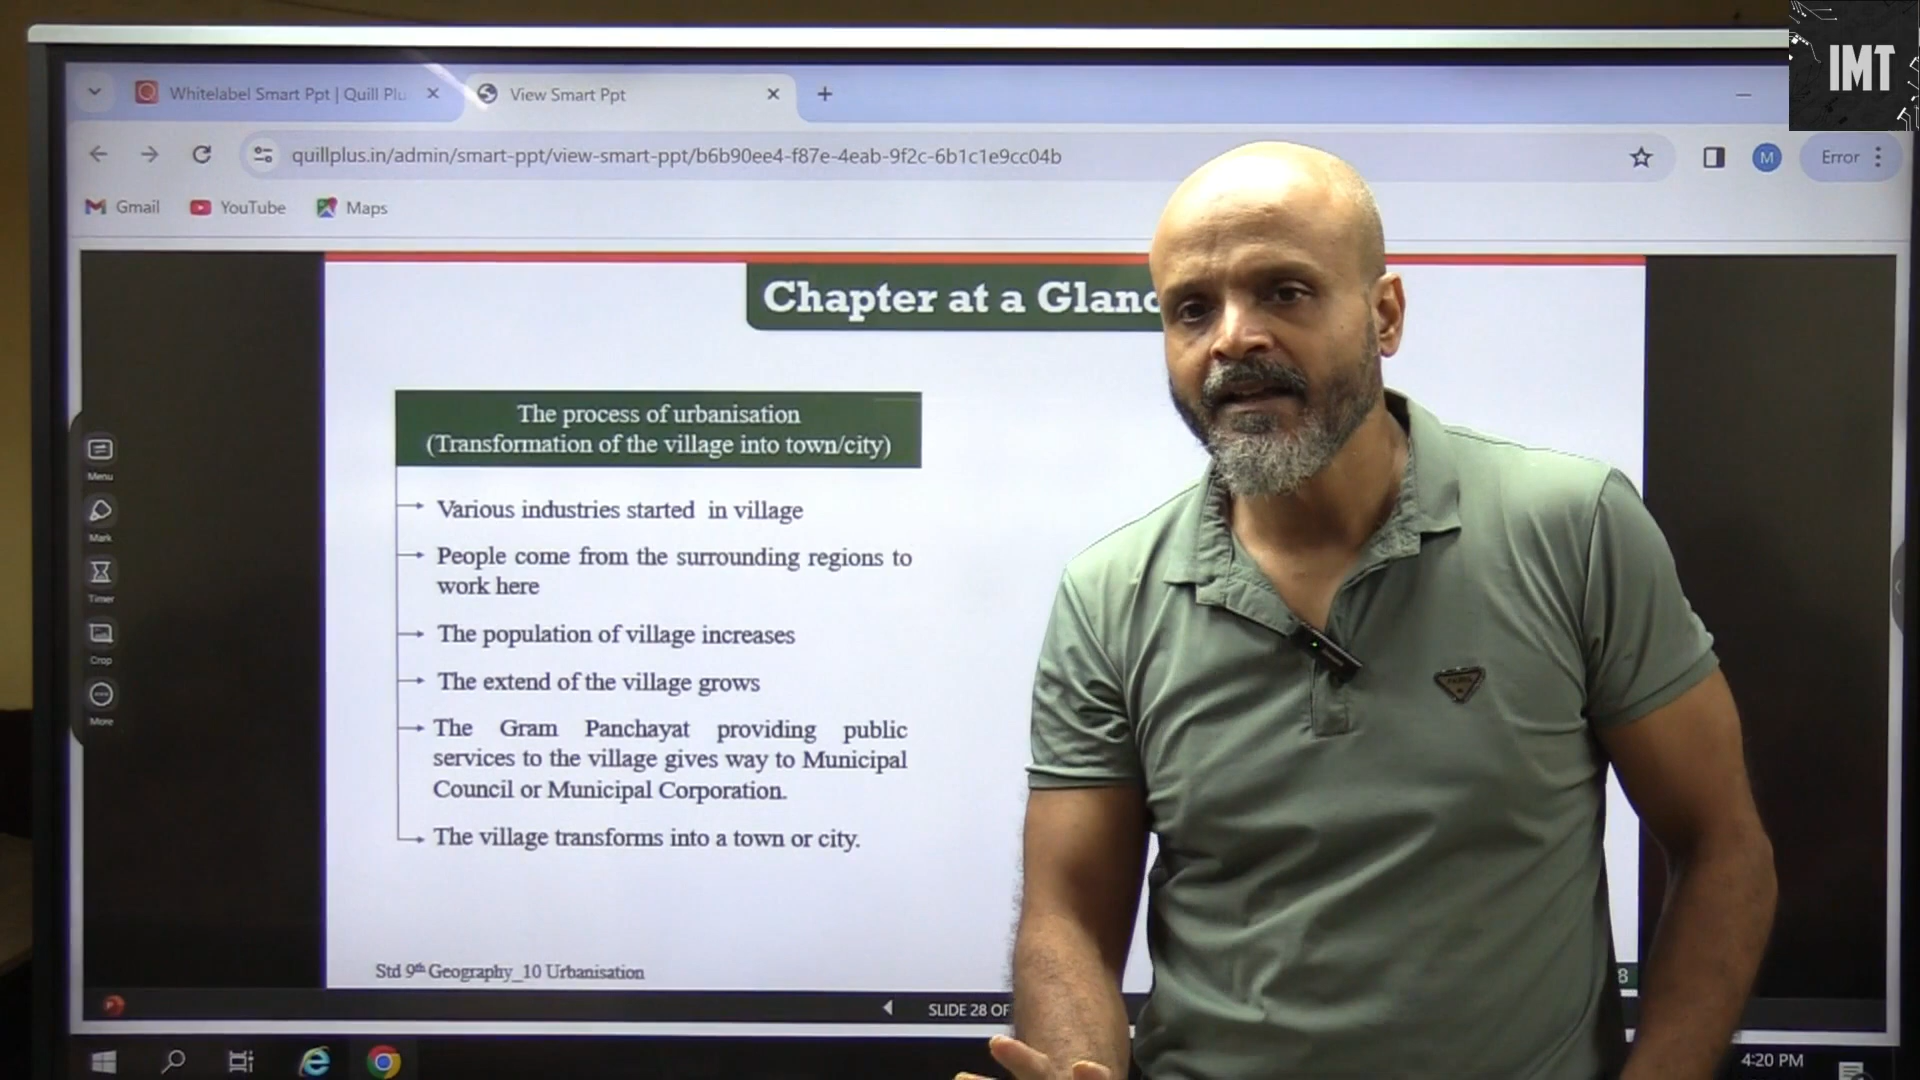 IMT
Whitelabel Smart Ppt | Quill Plu
View Smart Ppt
quillplus.in/admin/smart-ppt/view-smart-ppt/b6b90ee4-f87e-4eab-9f2c-6b1c1e9cc04b
M
Error
Gmail
YouTube
Maps
Chapter at a Glanc
The process of urbanisation
(Transformation of the village into town/city)
Various industries started in village
People come from the surrounding regions to
work here
The population of village increases
The extend of the village grows
The Gram Panchayat providing public
services to the village gives way to Municipal
Council or Municipal Corporation.
The village transforms into a town or city.
Menu
Mark
Timer
Crop
More
Std 9th Geography_10 Urbanisation
8
SLIDE 28 OF
4:20 PM